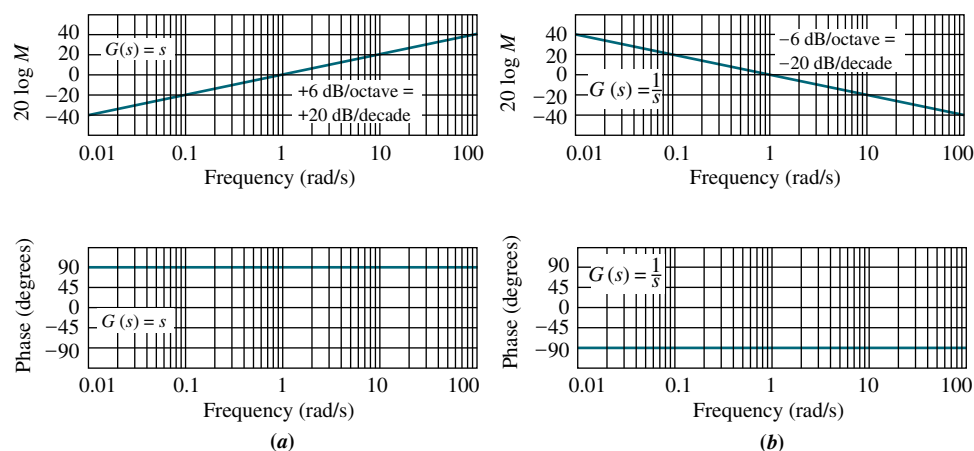 20 log M
40
20
0
−20
−40
G(s) = s
+6 dB/octave =
+20 dB/decade
0.01 0.1 1 10 100
Frequency (rad/s)
20 log M
40
20
0
−20
−40
−6 dB/octave =
−20 dB/decade
G (s) = 1/s
0.01 0.1 1 10 100
Frequency (rad/s)
Phase (degrees)
90
45
0
−45
−90
G (s) = s
0.01 0.1 1 10 100
Frequency (rad/s)
(a)
Phase (degrees)
90
45
0
−45
−90
G (s) = 1/s
0.01 0.1 1 10 100
Frequency (rad/s)
(b)